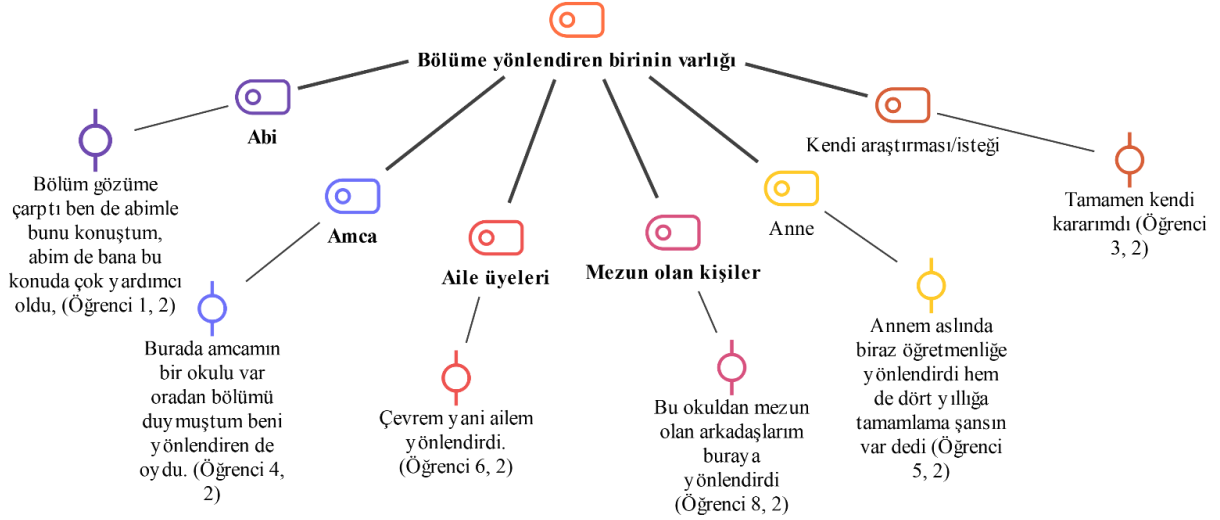 Bölüme yönlendiren birinin varlığı
Abi
Bölüm gözüme
çarptı ben de abimle
bunu konuştum,
abim de bana bu
konuda çok yardımcı
oldu, (Öğrenci 1, 2)
Amca
Burada amcamın
bir okulu var
oradan bölümü
duymuştum beni
yönlendiren de
oydu. (Öğrenci 4,
2)
Aile üyeleri
Çevrem yani ailem
yönlendirdi.
(Öğrenci 6, 2)
Mezun olan kişiler
Bu okuldan mezun
olan arkadaşlarım
buraya
yönlendirdi
(Öğrenci 8, 2)
Anne
Annem aslında
biraz öğretmenliğe
yönlendirdi hem
de dört yıllığa
tamamlama şansın
var dedi (Öğrenci
5, 2)
Kendi araştırması/isteği
Tamamen kendi
kararımdı (Öğrenci
3, 2)